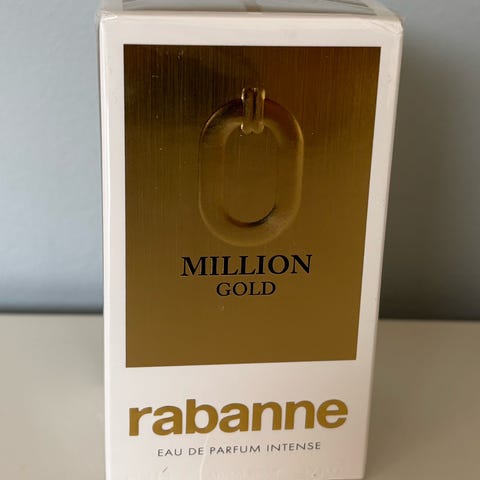 MILLION
GOLD
rabanne
EAU DE PARFUM INTENSE